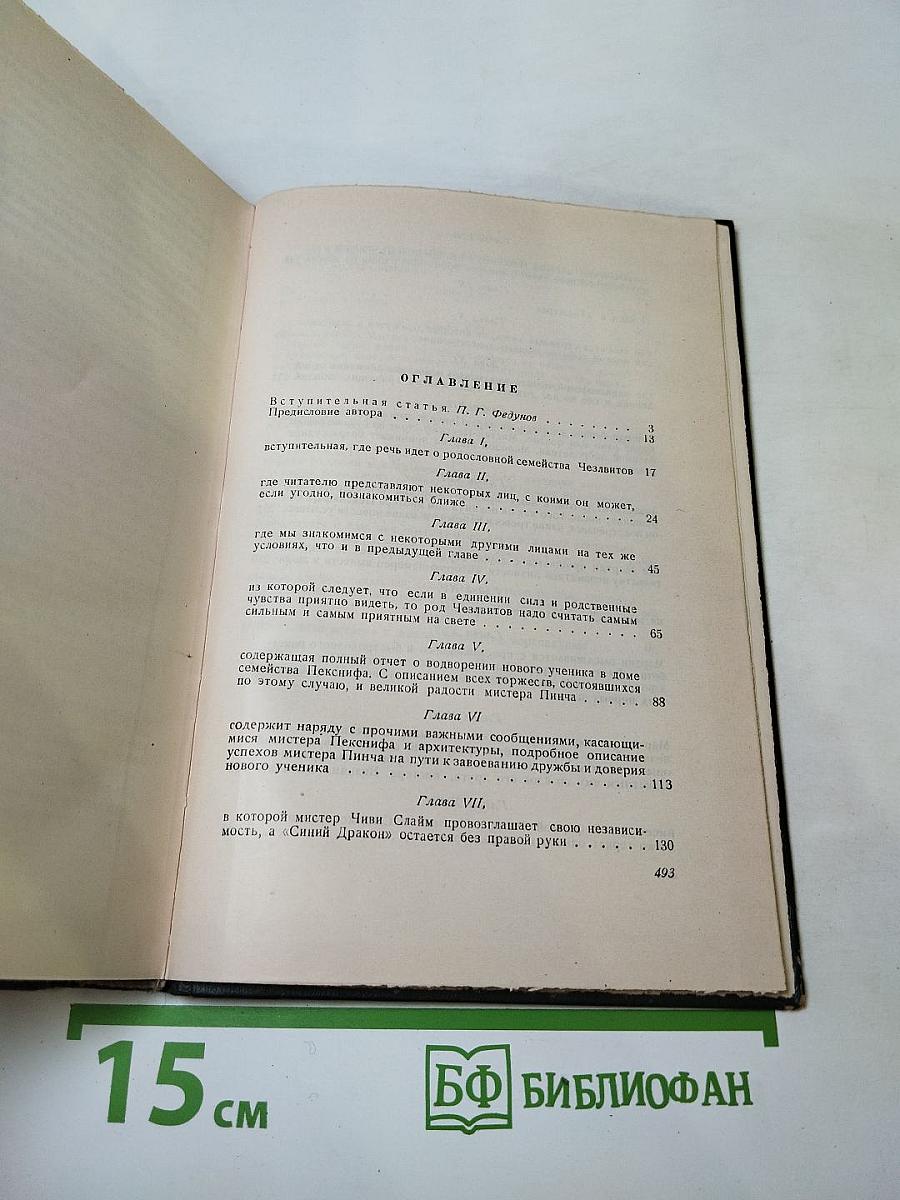 ОГЛАВЛЕНИЕ
Вступительная статья. П. Г. Федунов . . . . . . . . 3
Предисловие автора . . . . . . . . . . . . . . . . . . . 13
Глава I,
вступительная, где речь идет о родословной семейства Чезлвитов 17
Глава II,
где читателю представляют некоторых лиц, с коими он может,
если угодно, познакомиться ближе . . . . . . . . . . . . . . 24
Глава III,
где мы знакомимся с некоторыми другими лицами на тех же
условиях, что и в предыдущей главе . . . . . . . . . . . . . 45
Глава IV,
из которой следует, что если в единении сила и родственные
чувства приятно видеть, то род Чезлвитов надо считать самым
сильным и самым приятным на свете . . . . . . . . . . . . . 65
Глава V,
содержащая полный отчет о водворении нового ученика в доме
семейства Пекснифа. С описанием всех торжеств, состоявшихся
по этому случаю, и великой радости мистера Пинча . . . . . 88
Глава VI
содержит наряду с прочими важными сообщениями, касающи-
мися мистера Пекснифа и архитектуры, подробное описание
успехов мистера Пинча на пути к завоеванию дружбы и доверия
нового ученика . . . . . . . . . . . . . . . . . . . . . . . . 113
Глава VII,
в которой мистер Чиви Слайм провозглашает свою независи-
мость, а «Синий Дракон» остается без правой руки . . . . . . 130
493
15 см
БФ БИБЛИОФАН